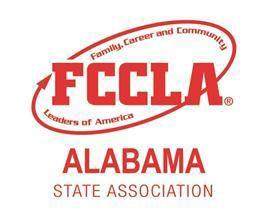 Family, Career and Community
FCCLA®
Leaders of America
ALABAMA
STATE ASSOCIATION